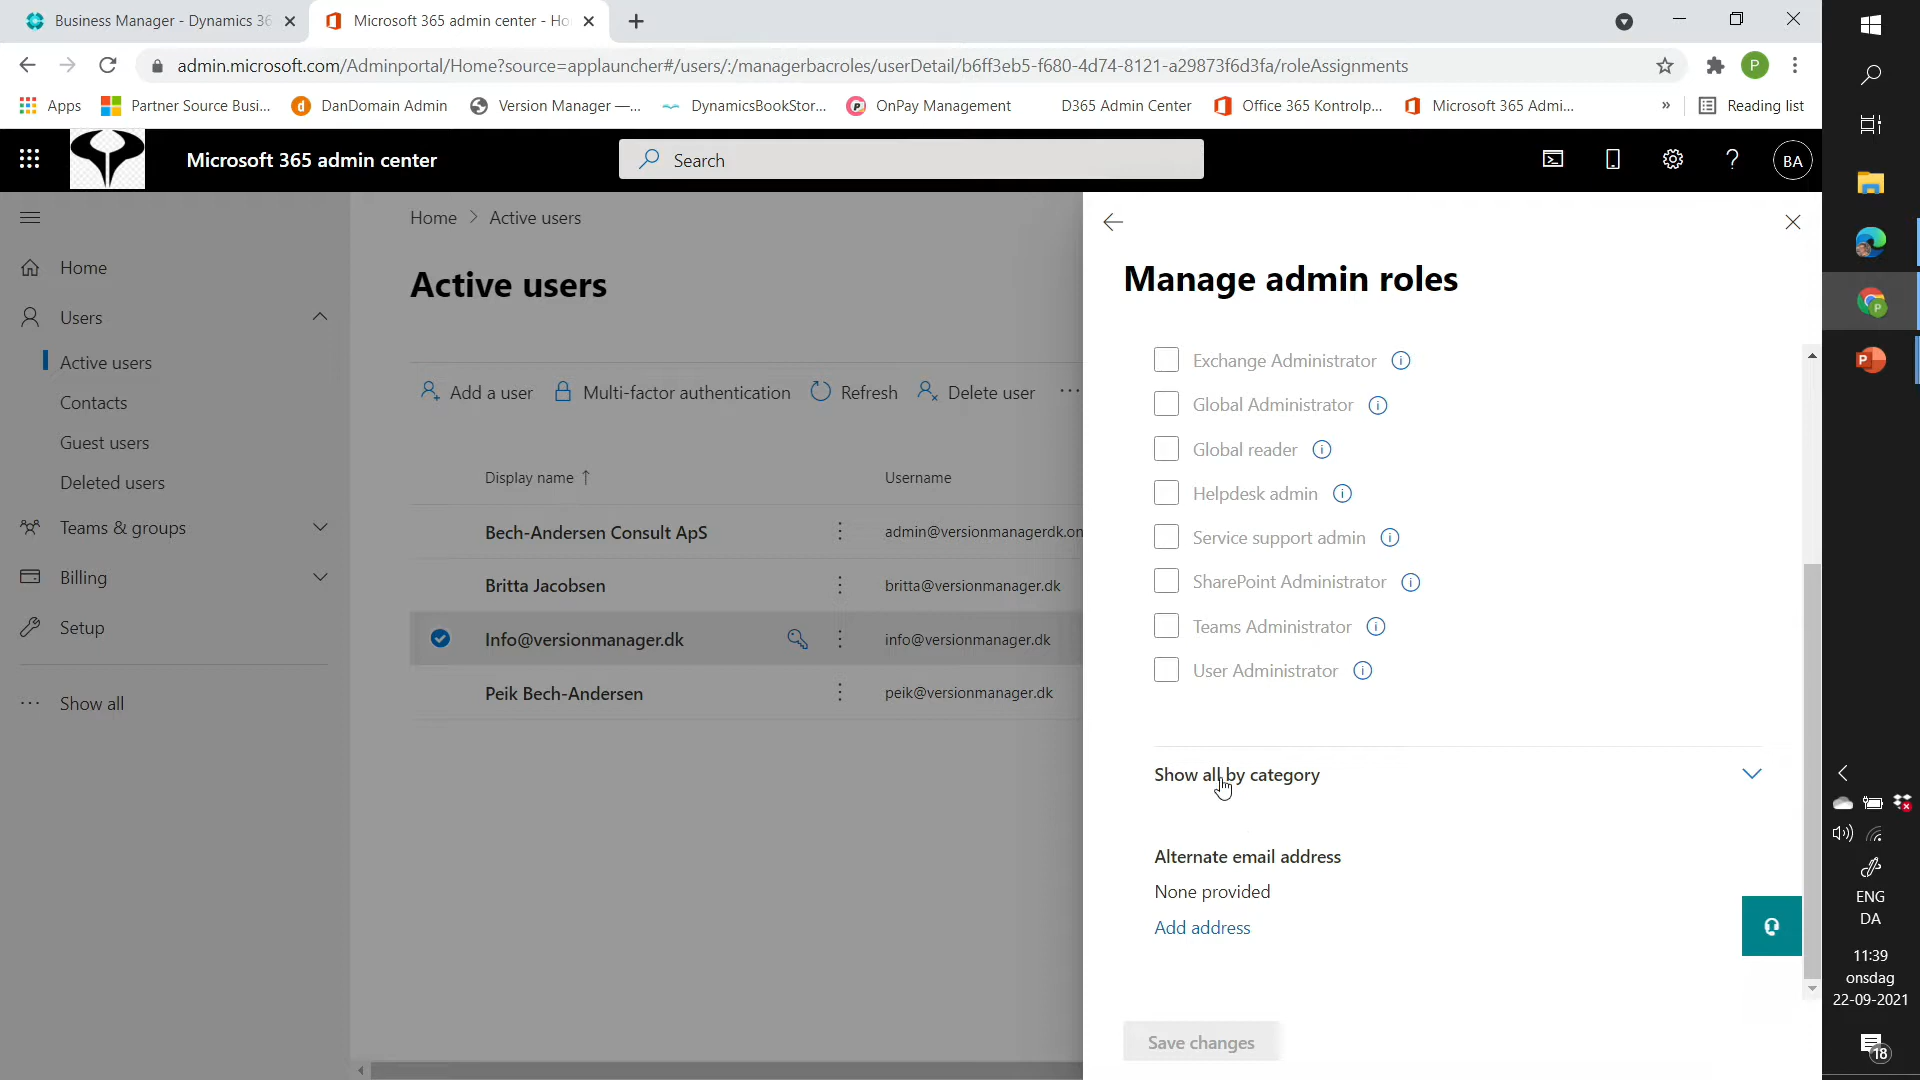 Business Manager - Dynamics 36
Microsoft 365 admin center - Ho
admin.microsoft.com/Adminportal/Home?source=applauncher#/users/:/managerbacroles/userDetail/b6ff3eb5-f680-4d74-8121-a29873f6d3fa/roleAssignments
P
Apps
Partner Source Busi...
DanDomain Admin
Version Manager —...
DynamicsBookStor...
OnPay Management
D365 Admin Center
Office 365 Kontrolp...
Microsoft 365 Admi...
»
Reading list
Microsoft 365 admin center
Search
BA
Home
Users
Active users
Contacts
Guest users
Deleted users
Teams & groups
Billing
Setup
Show all
Home > Active users
Active users
Add a user
Multi-factor authentication
Refresh
Delete user
Display name ↑
Username
Bech-Andersen Consult ApS
admin@versionmanagerdk.on
Britta Jacobsen
britta@versionmanager.dk
Info@versionmanager.dk
info@versionmanager.dk
Peik Bech-Andersen
peik@versionmanager.dk
Manage admin roles
Exchange Administrator
Global Administrator
Global reader
Helpdesk admin
Service support admin
SharePoint Administrator
Teams Administrator
User Administrator
Show all by category
Alternate email address
None provided
Add address
Save changes
ENG
DA
11:39
onsdag
22-09-2021
18